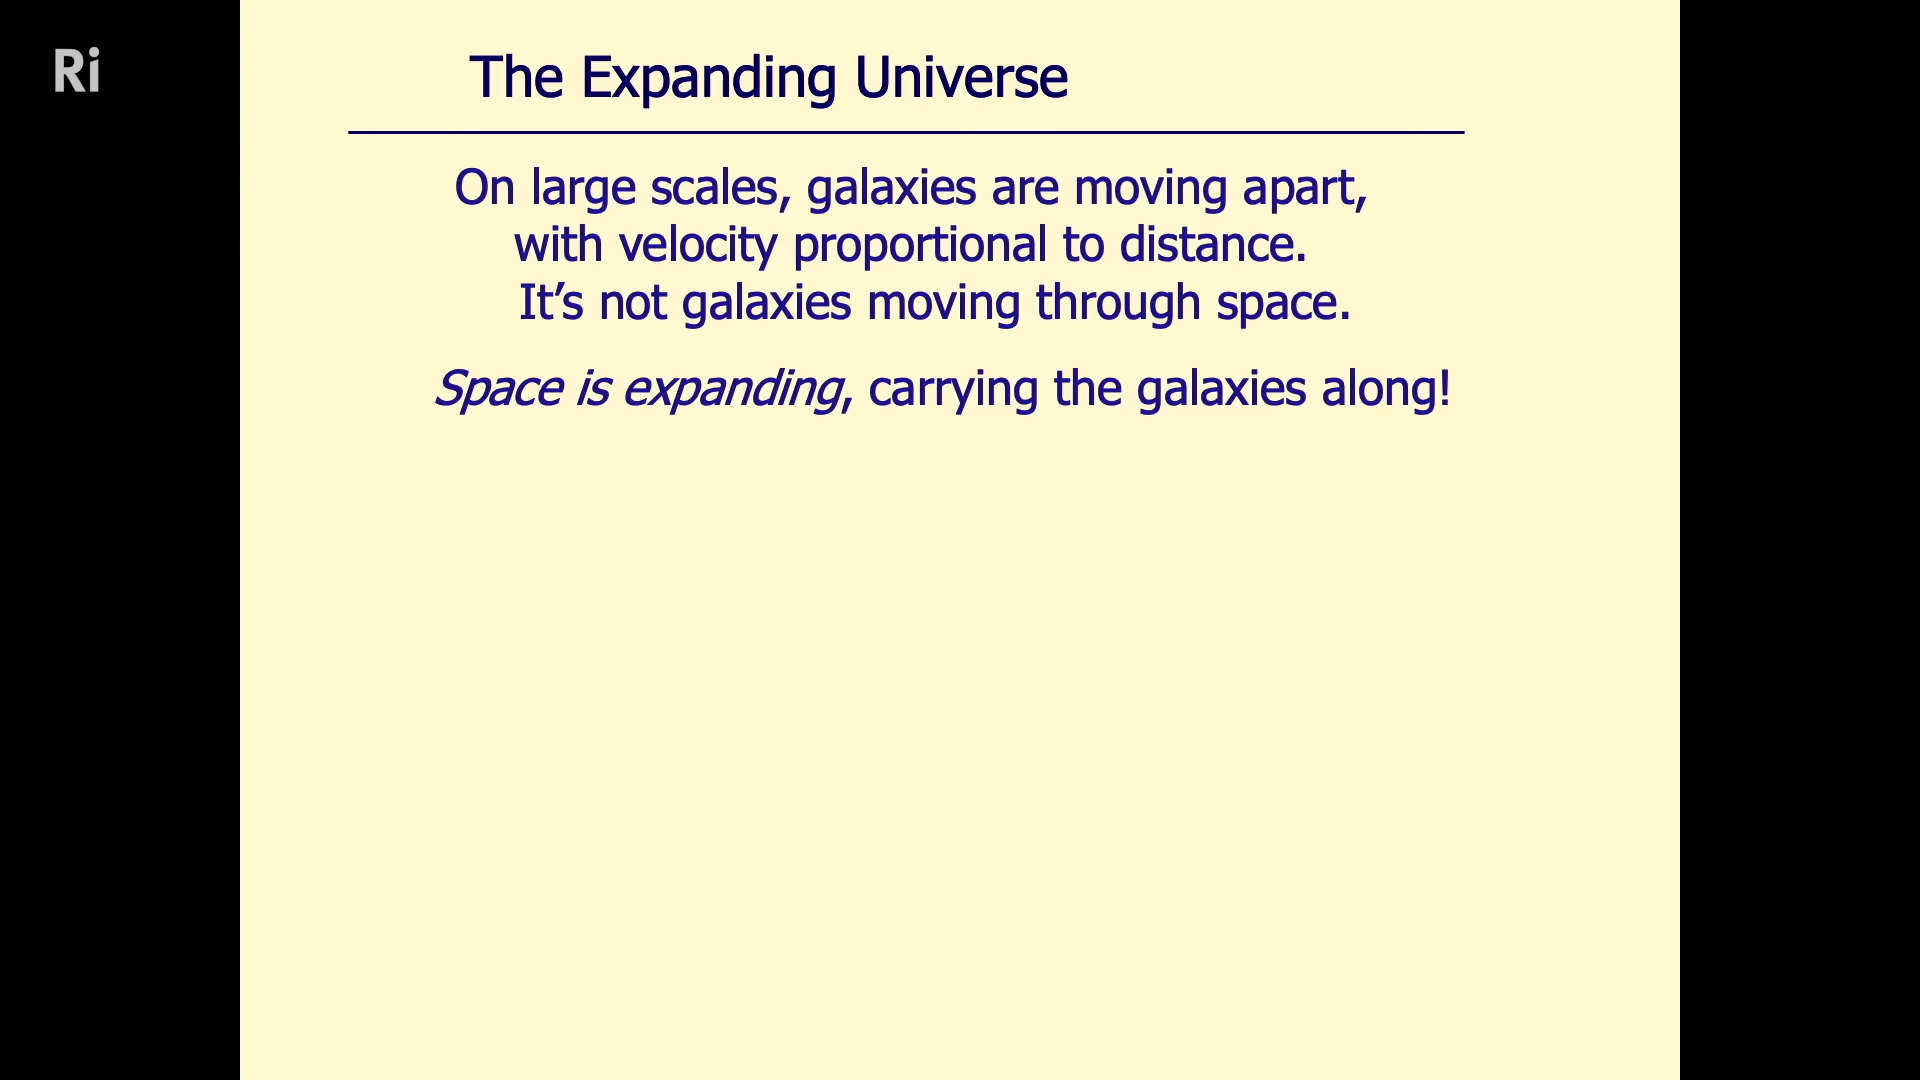 Ri
The Expanding Universe
On large scales, galaxies are moving apart,
with velocity proportional to distance.
It’s not galaxies moving through space.
Space is expanding, carrying the galaxies along!